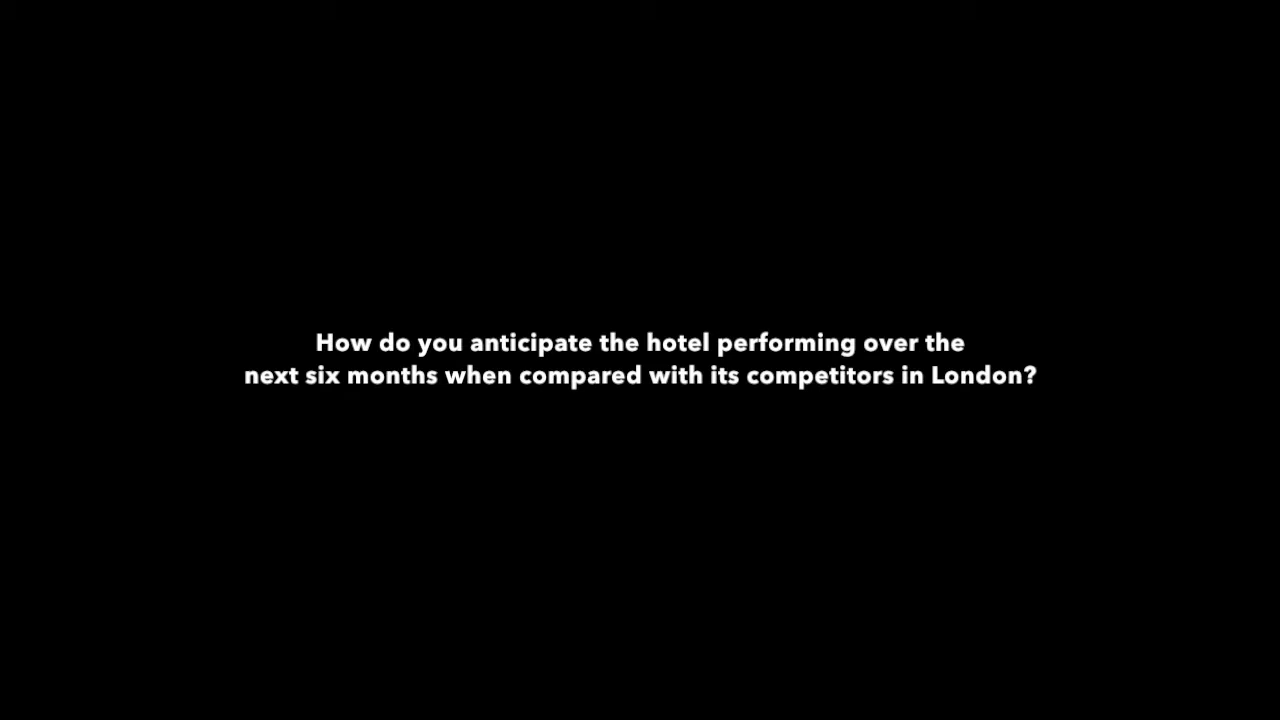 How do you anticipate the hotel performing over the
next six months when compared with its competitors in London?